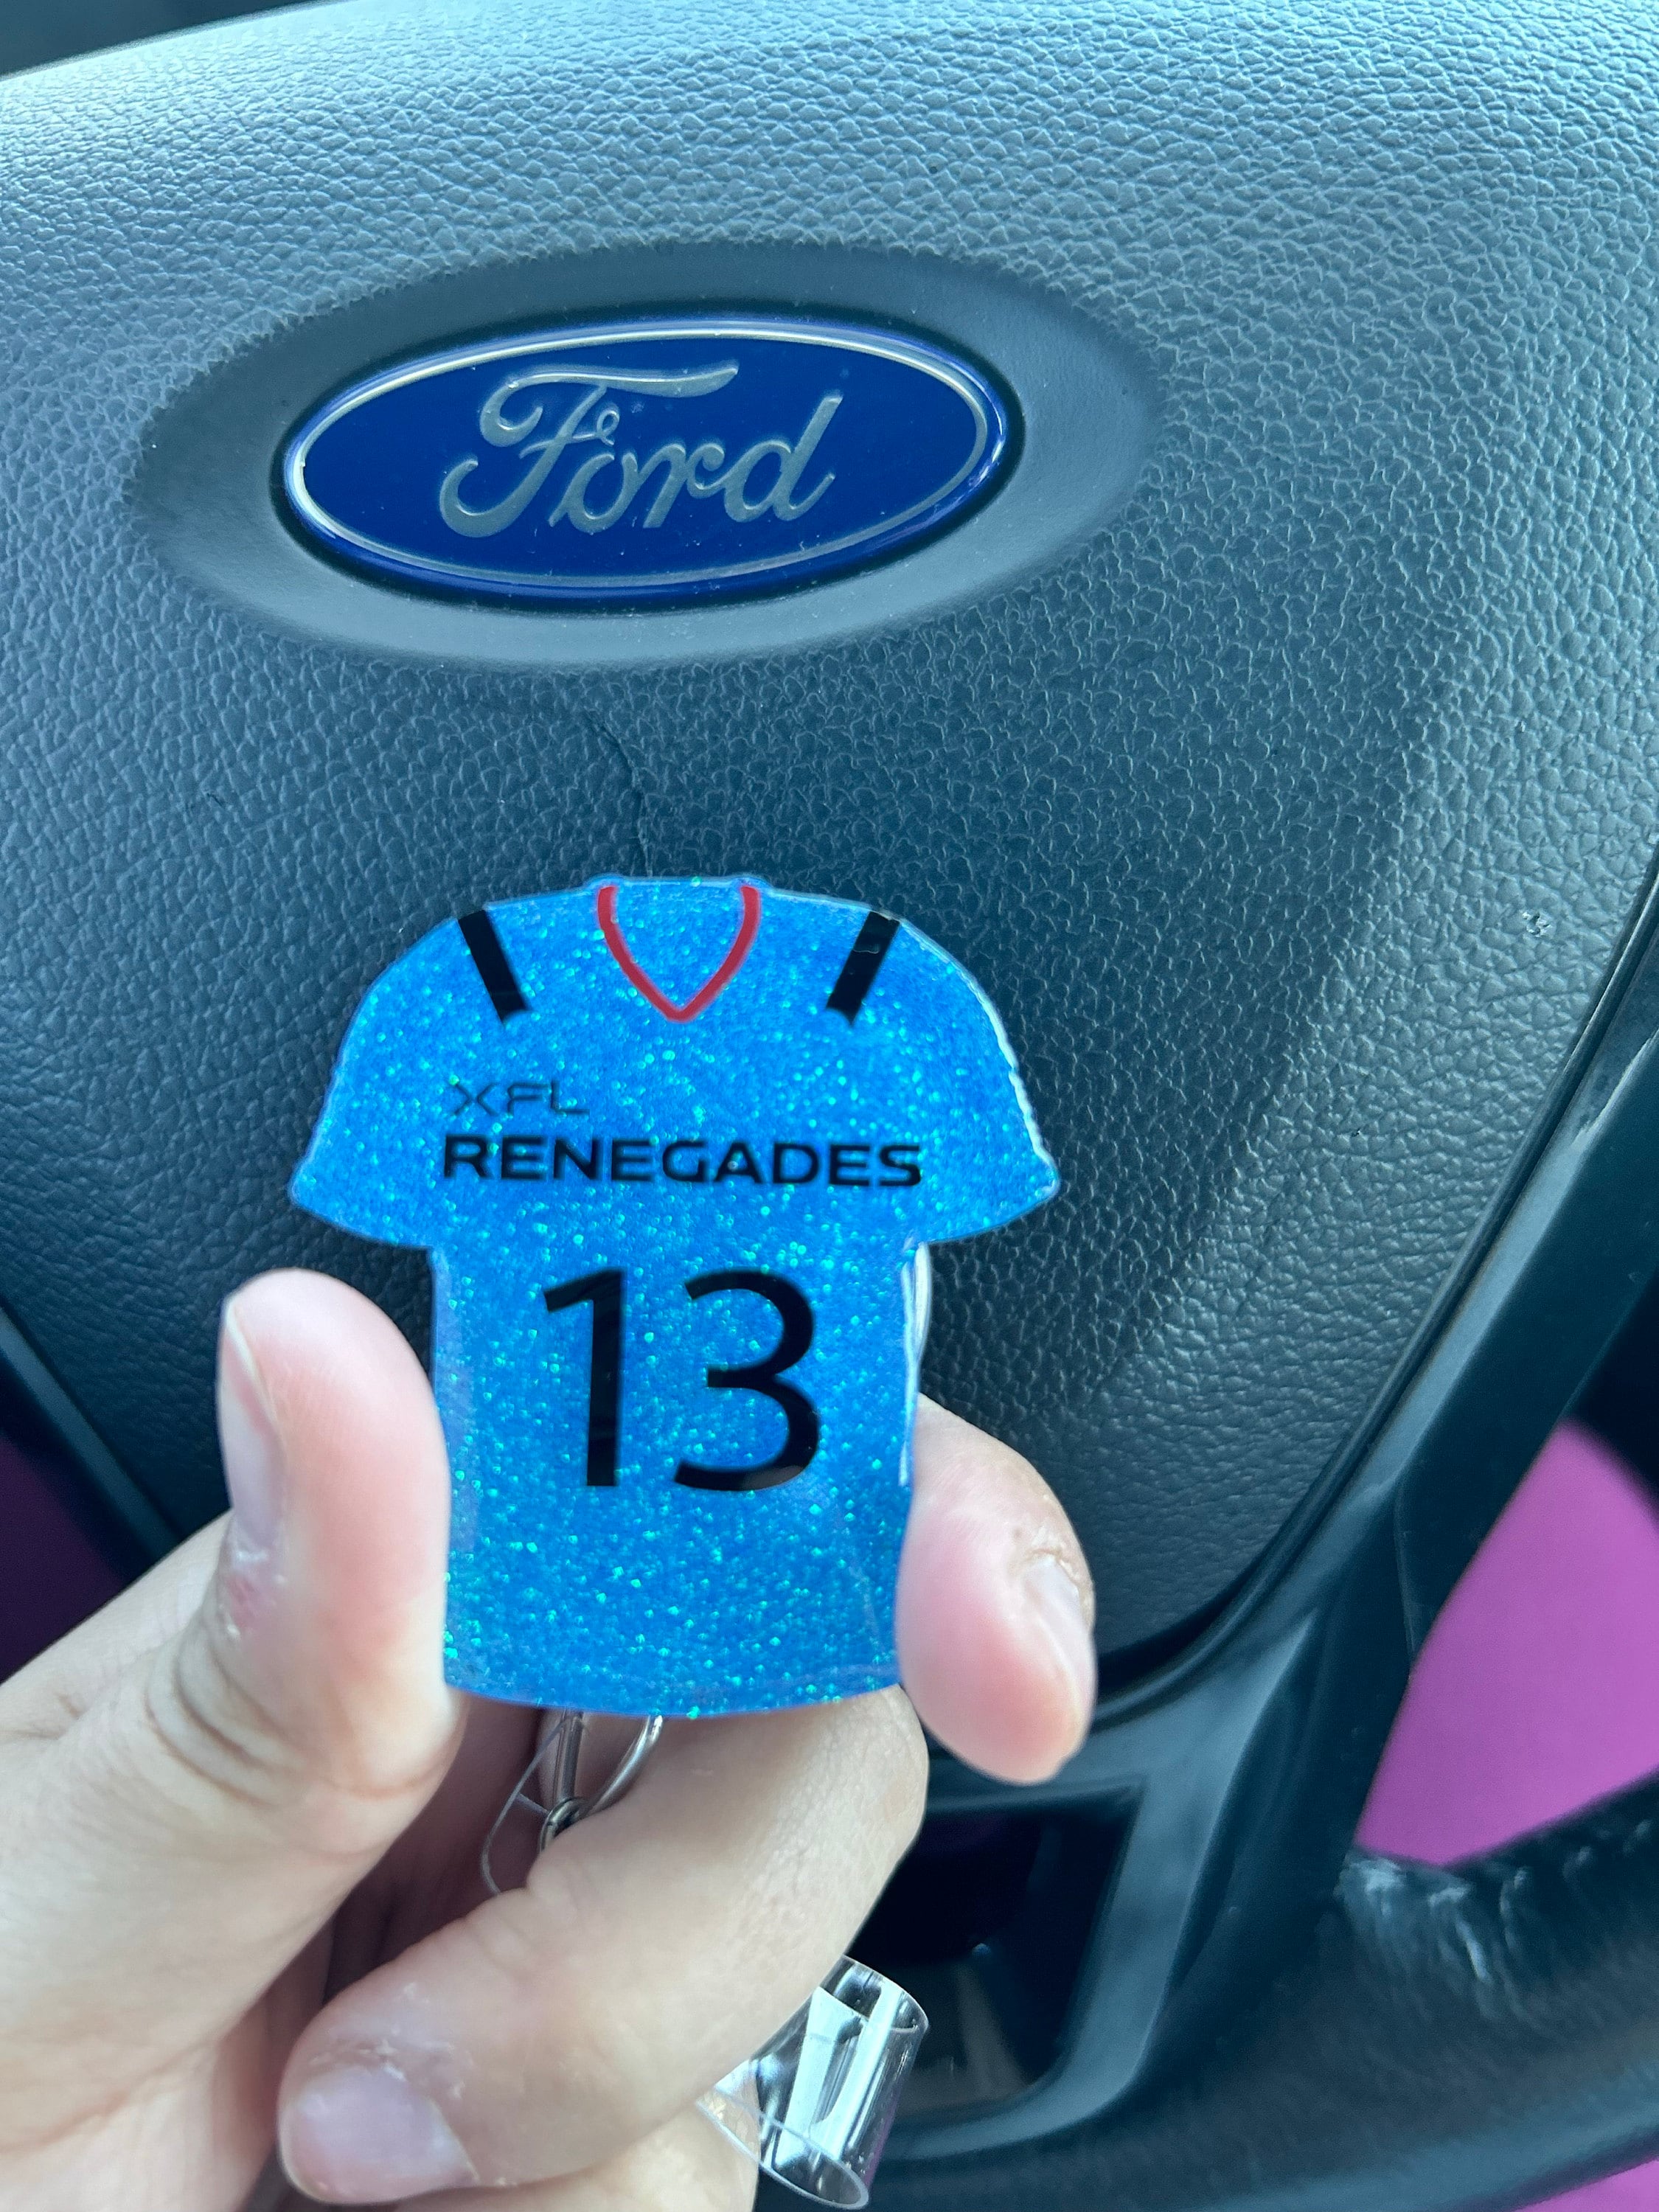 Ford
XFL
RENEGADES
13